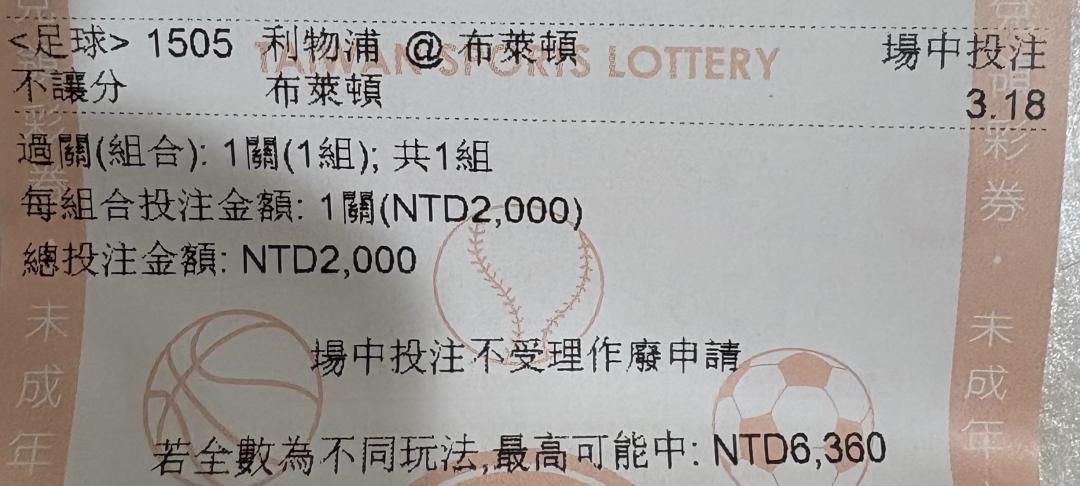 <足球> 1505 利物浦 @ 布萊頓 場中投注
TAIWAN SPORTS LOTTERY
不讓分 布萊頓 3.18
過關(組合): 1關(1組); 共1組
每組合投注金額: 1關(NTD2,000)
總投注金額: NTD2,000
場中投注不受理作廢申請
若全數為不同玩法,最高可能中: NTD6,360
未成年
彩券・未成年